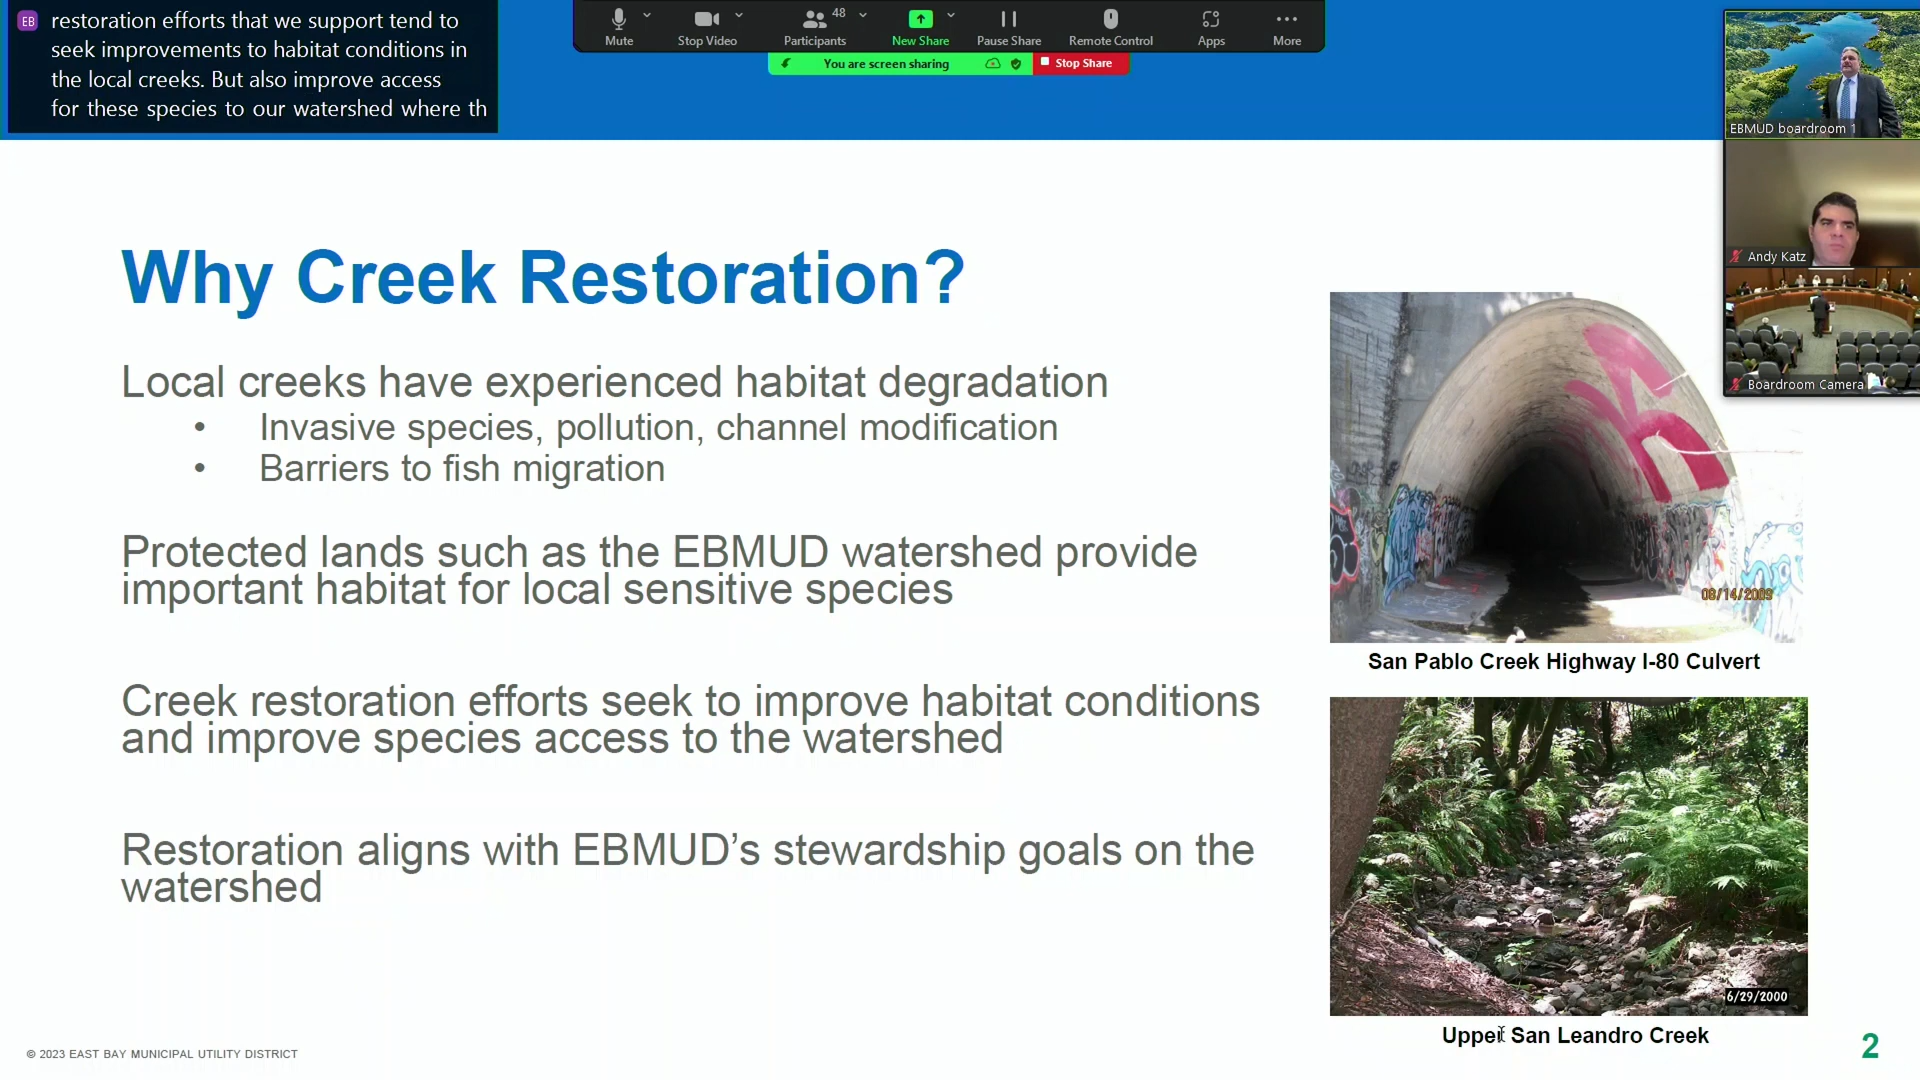 EB
restoration efforts that we support tend to
seek improvements to habitat conditions in
the local creeks. But also improve access
for these species to our watershed where th
Mute
Stop Video
48
Participants
New Share
Pause Share
Remote Control
Apps
More
You are screen sharing
Stop Share
EBMUD boardroom 1
Andy Katz
Boardroom Camera
Why Creek Restoration?
Local creeks have experienced habitat degradation
• Invasive species, pollution, channel modification
• Barriers to fish migration
Protected lands such as the EBMUD watershed provide
important habitat for local sensitive species
Creek restoration efforts seek to improve habitat conditions
and improve species access to the watershed
Restoration aligns with EBMUD’s stewardship goals on the
watershed
08/14/2009
San Pablo Creek Highway I-80 Culvert
6/29/2000
Upper San Leandro Creek
© 2023 EAST BAY MUNICIPAL UTILITY DISTRICT
2